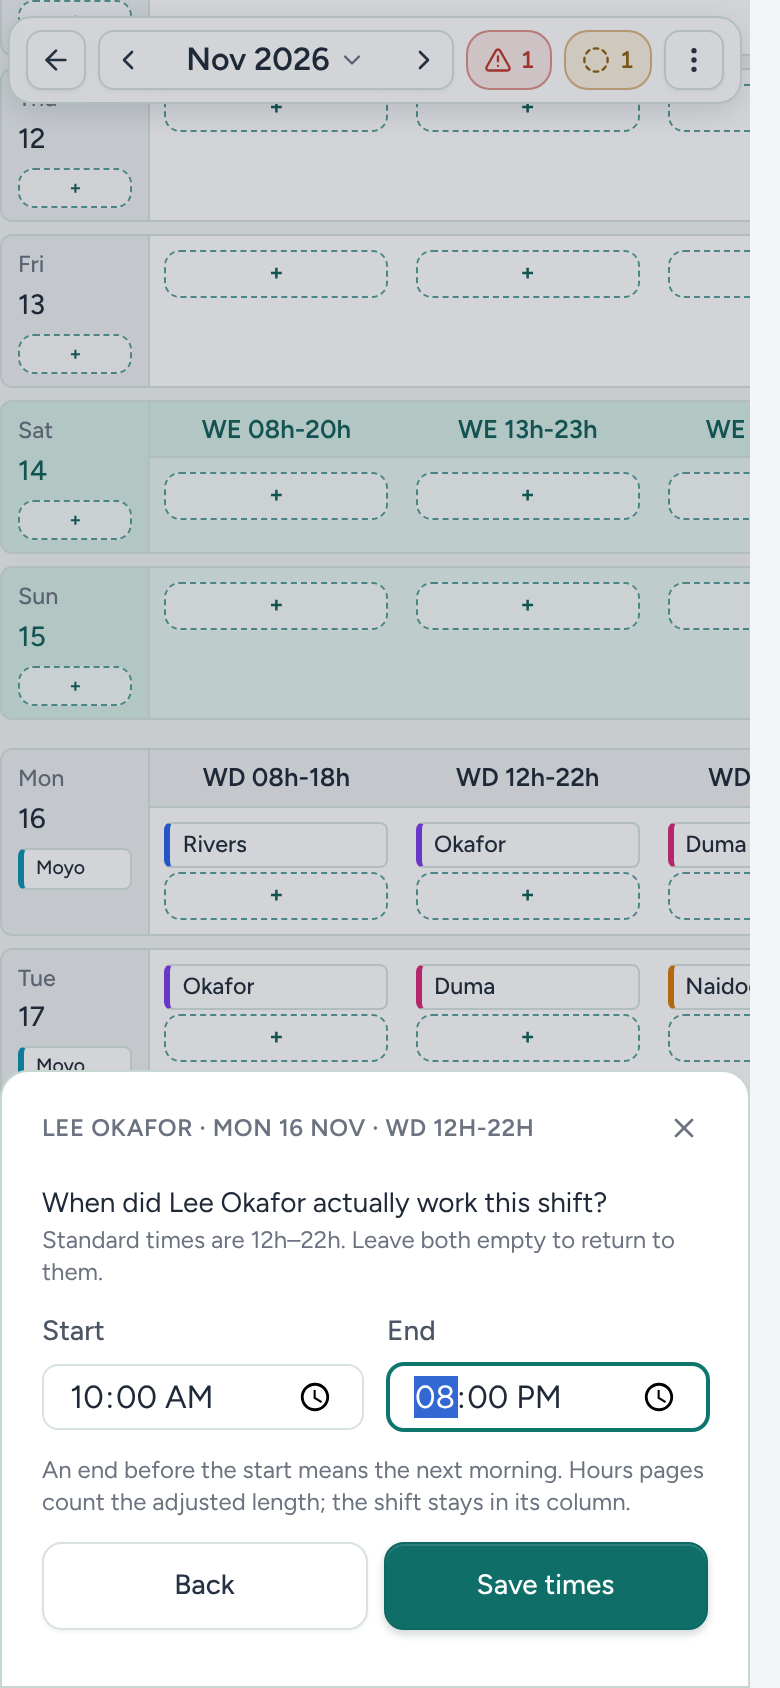 Nov 2026
1
1
Thu
12
+
+
+
Fri
13
+
+
+
Sat
14
+
WE 08h-20h
WE 13h-23h
WE
+
+
Sun
15
+
+
+
Mon
16
Moyo
WD 08h-18h
WD 12h-22h
WD
Rivers
Okafor
Duma
+
+
Tue
17
Moyo
Okafor
Duma
Naidoo
+
+
LEE OKAFOR · MON 16 NOV · WD 12H-22H
When did Lee Okafor actually work this shift?
Standard times are 12h–22h. Leave both empty to return to
them.
Start
End
10:00 AM
08:00 PM
An end before the start means the next morning. Hours pages
count the adjusted length; the shift stays in its column.
Back
Save times